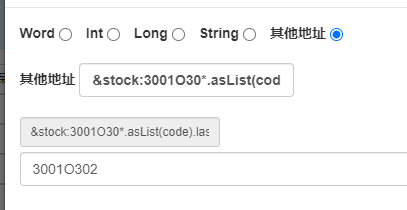 Word Int Long String 其他地址
其他地址 &stock:3001O30*.asList(cod
&stock:3001O30*.asList(code).las
3001O302